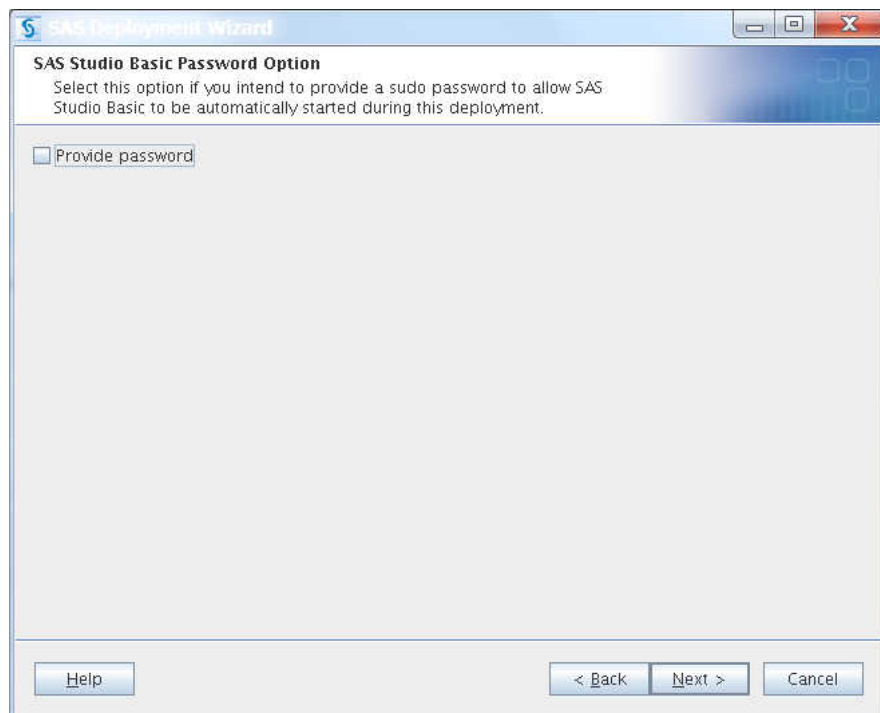 SAS Deployment Wizard
SAS Studio Basic Password Option
Select this option if you intend to provide a sudo password to allow SAS
Studio Basic to be automatically started during this deployment.
Provide password
Help
< Back
Next >
Cancel